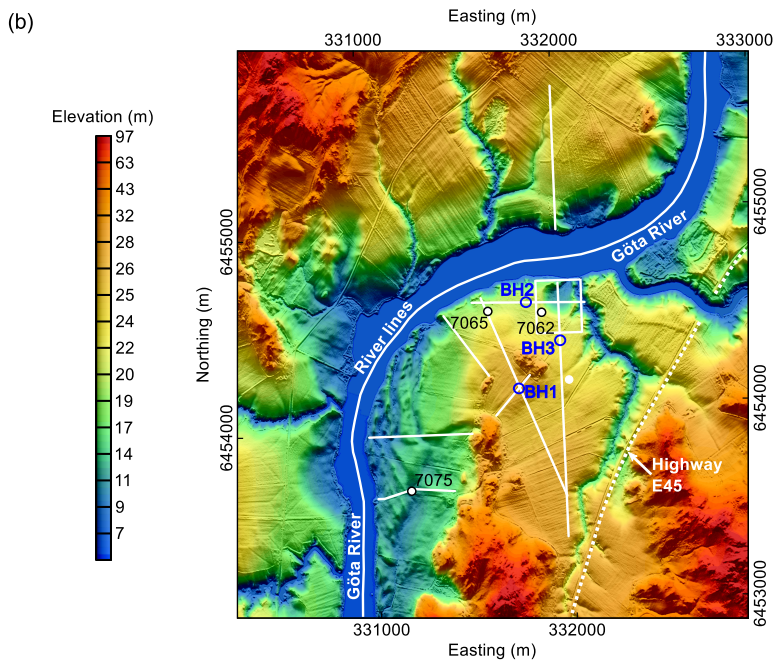 (b)
Easting (m)
331000
332000
333000
Elevation (m)
97
63
43
32
28
26
25
24
22
20
19
17
14
11
9
7
Northing (m)
6455000
6454000
6455000
6454000
6453000
Göta River
River lines
Göta River
BH2
7065
7062
BH3
BH1
7075
Highway
E45
331000
332000
Easting (m)